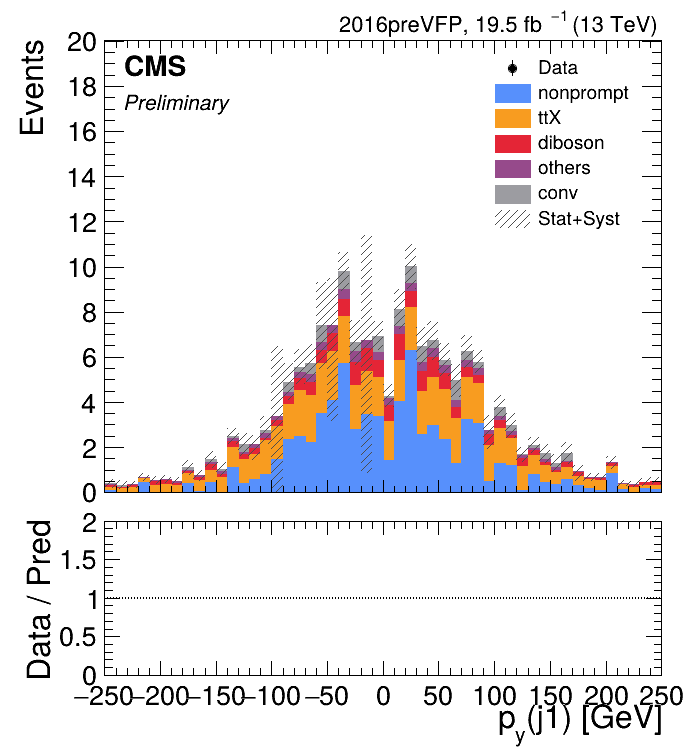 2016preVFP, 19.5 fb⁻¹ (13 TeV)
Events
20
18
16
14
12
10
8
6
4
2
0
CMS
Preliminary
Data
nonprompt
ttX
diboson
others
conv
Stat+Syst
Data / Pred
2
1.5
1
0.5
0
−250 −200 −150 −100 −50 0 50 100 150 200 250
p_y(j1) [GeV]